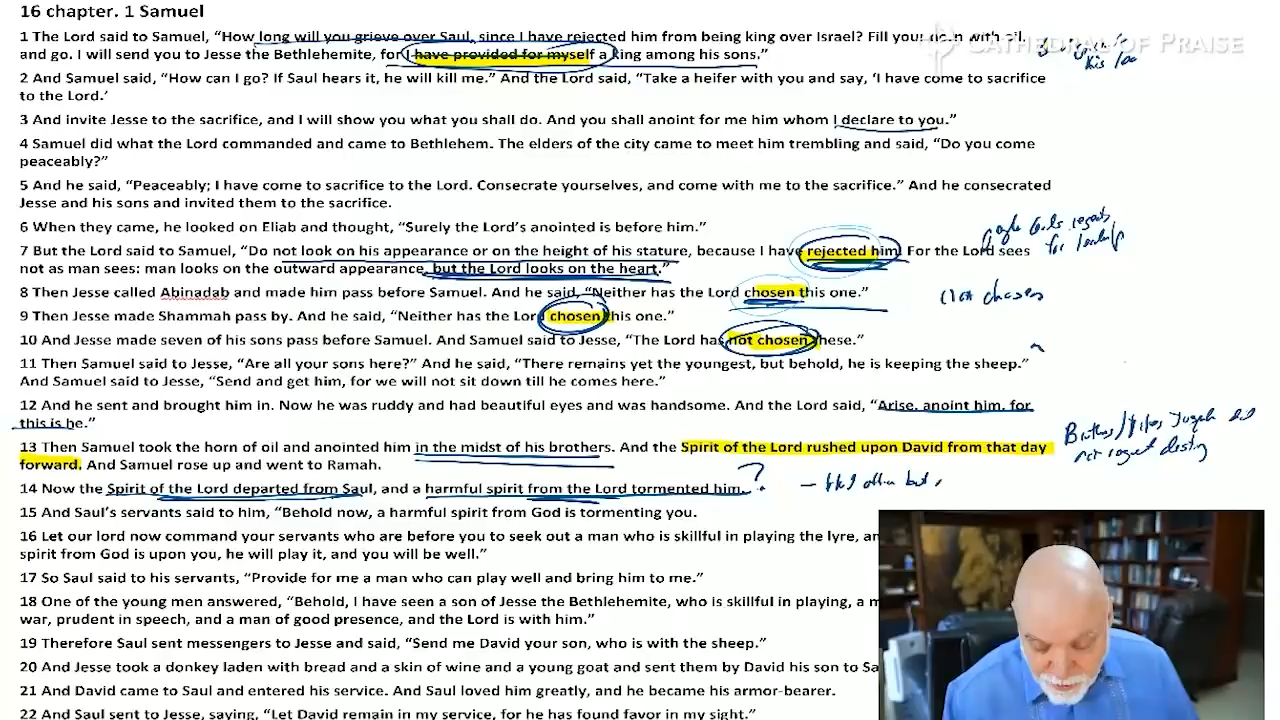 16 chapter. 1 Samuel
CATHEDRAL OF PRAISE
1 The Lord said to Samuel, “How long will you grieve over Saul, since I have rejected him from being king over Israel? Fill your horn with oil,
and go. I will send you to Jesse the Bethlehemite, for I have provided for myself a king among his sons.”
2 And Samuel said, “How can I go? If Saul hears it, he will kill me.” And the Lord said, “Take a heifer with you and say, ‘I have come to sacrifice
to the Lord.’
3 And invite Jesse to the sacrifice, and I will show you what you shall do. And you shall anoint for me him whom I declare to you.”
4 Samuel did what the Lord commanded and came to Bethlehem. The elders of the city came to meet him trembling and said, “Do you come
peaceably?”
5 And he said, “Peaceably; I have come to sacrifice to the Lord. Consecrate yourselves, and come with me to the sacrifice.” And he consecrated
Jesse and his sons and invited them to the sacrifice.
6 When they came, he looked on Eliab and thought, “Surely the Lord’s anointed is before him.”
7 But the Lord said to Samuel, “Do not look on his appearance or on the height of his stature, because I have rejected him. For the Lord sees
not as man sees: man looks on the outward appearance, but the Lord looks on the heart.”
for
8 Then Jesse called Abinadab and made him pass before Samuel. And he said, “Neither has the Lord chosen this one.”
not chosen
9 Then Jesse made Shammah pass by. And he said, “Neither has the Lord chosen this one.”
10 And Jesse made seven of his sons pass before Samuel. And Samuel said to Jesse, “The Lord has not chosen these.”
11 Then Samuel said to Jesse, “Are all your sons here?” And he said, “There remains yet the youngest, but behold, he is keeping the sheep.”
And Samuel said to Jesse, “Send and get him, for we will not sit down till he comes here.”
12 And he sent and brought him in. Now he was ruddy and had beautiful eyes and was handsome. And the Lord said, “Arise, anoint him, for
this is he.”
13 Then Samuel took the horn of oil and anointed him in the midst of his brothers. And the Spirit of the Lord rushed upon David from that day
forward. And Samuel rose up and went to Ramah.
Brothers
not destiny
14 Now the Spirit of the Lord departed from Saul, and a harmful spirit from the Lord tormented him. ?
but
15 And Saul’s servants said to him, “Behold now, a harmful spirit from God is tormenting you.
16 Let our lord now command your servants who are before you to seek out a man who is skillful in playing the lyre, an
spirit from God is upon you, he will play it, and you will be well.”
17 So Saul said to his servants, “Provide for me a man who can play well and bring him to me.”
18 One of the young men answered, “Behold, I have seen a son of Jesse the Bethlehemite, who is skillful in playing, a m
war, prudent in speech, and a man of good presence, and the Lord is with him.”
19 Therefore Saul sent messengers to Jesse and said, “Send me David your son, who is with the sheep.”
20 And Jesse took a donkey laden with bread and a skin of wine and a young goat and sent them by David his son to Sa
21 And David came to Saul and entered his service. And Saul loved him greatly, and he became his armor-bearer.
22 And Saul sent to Jesse, saying, “Let David remain in my service, for he has found favor in my sight.”